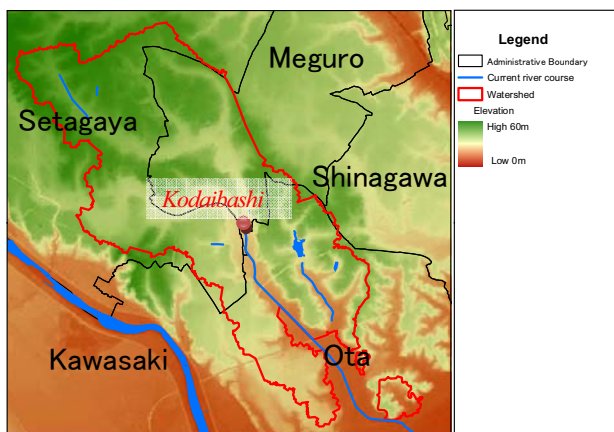 Meguro
Setagaya
Shinagawa
Kodaibashi
Kawasaki
Ota
Legend
Administrative Boundary
Current river course
Watershed
Elevation
High 60m
Low 0m